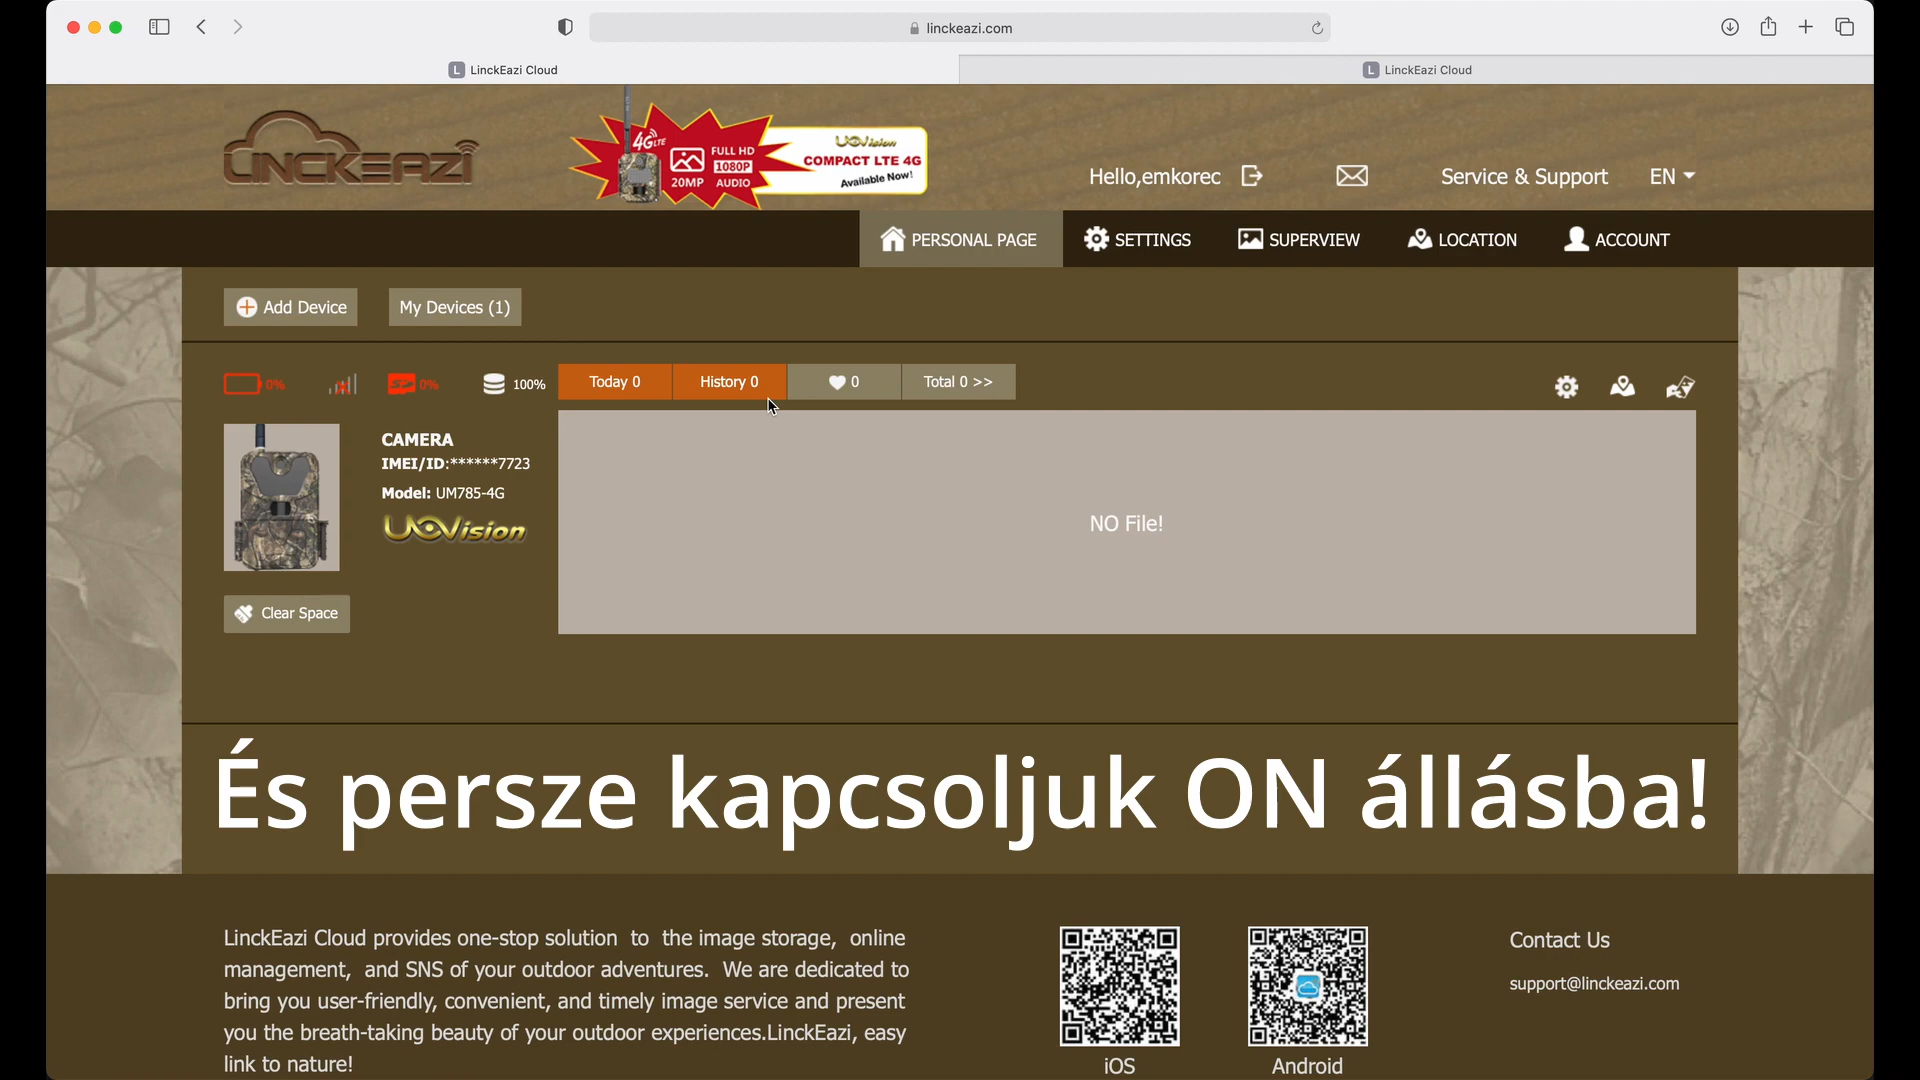 linckeazi.com
L LinckEazi Cloud
L LinckEazi Cloud
LINCKEAZI
4G LTE
20MP
FULL HD
1080P
AUDIO
UOVision
COMPACT LTE 4G
Available Now!
Hello,emkorec
Service & Support
EN
PERSONAL PAGE
SETTINGS
SUPERVIEW
LOCATION
ACCOUNT
Add Device
My Devices (1)
0%
SD 0%
100%
Today 0
History 0
0
Total 0 >>
CAMERA
IMEI/ID:******7723
Model: UM785-4G
UOVision
Clear Space
NO File!
És persze kapcsoljuk ON állásba!
LinckEazi Cloud provides one-stop solution to the image storage, online
management, and SNS of your outdoor adventures. We are dedicated to
bring you user-friendly, convenient, and timely image service and present
you the breath-taking beauty of your outdoor experiences.LinckEazi, easy
link to nature!
iOS
Android
Contact Us
support@linckeazi.com